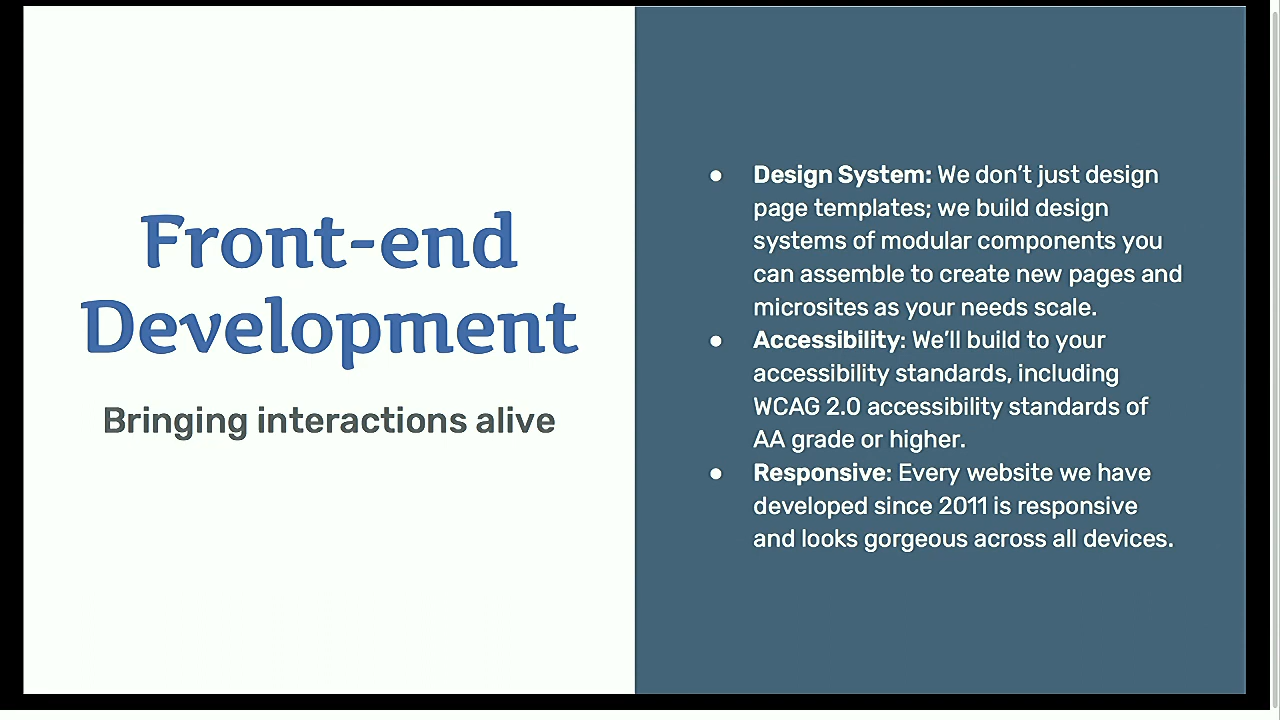 Front-end
Development
Bringing interactions alive
● Design System: We don’t just design
page templates; we build design
systems of modular components you
can assemble to create new pages and
microsites as your needs scale.
● Accessibility: We’ll build to your
accessibility standards, including
WCAG 2.0 accessibility standards of
AA grade or higher.
● Responsive: Every website we have
developed since 2011 is responsive
and looks gorgeous across all devices.